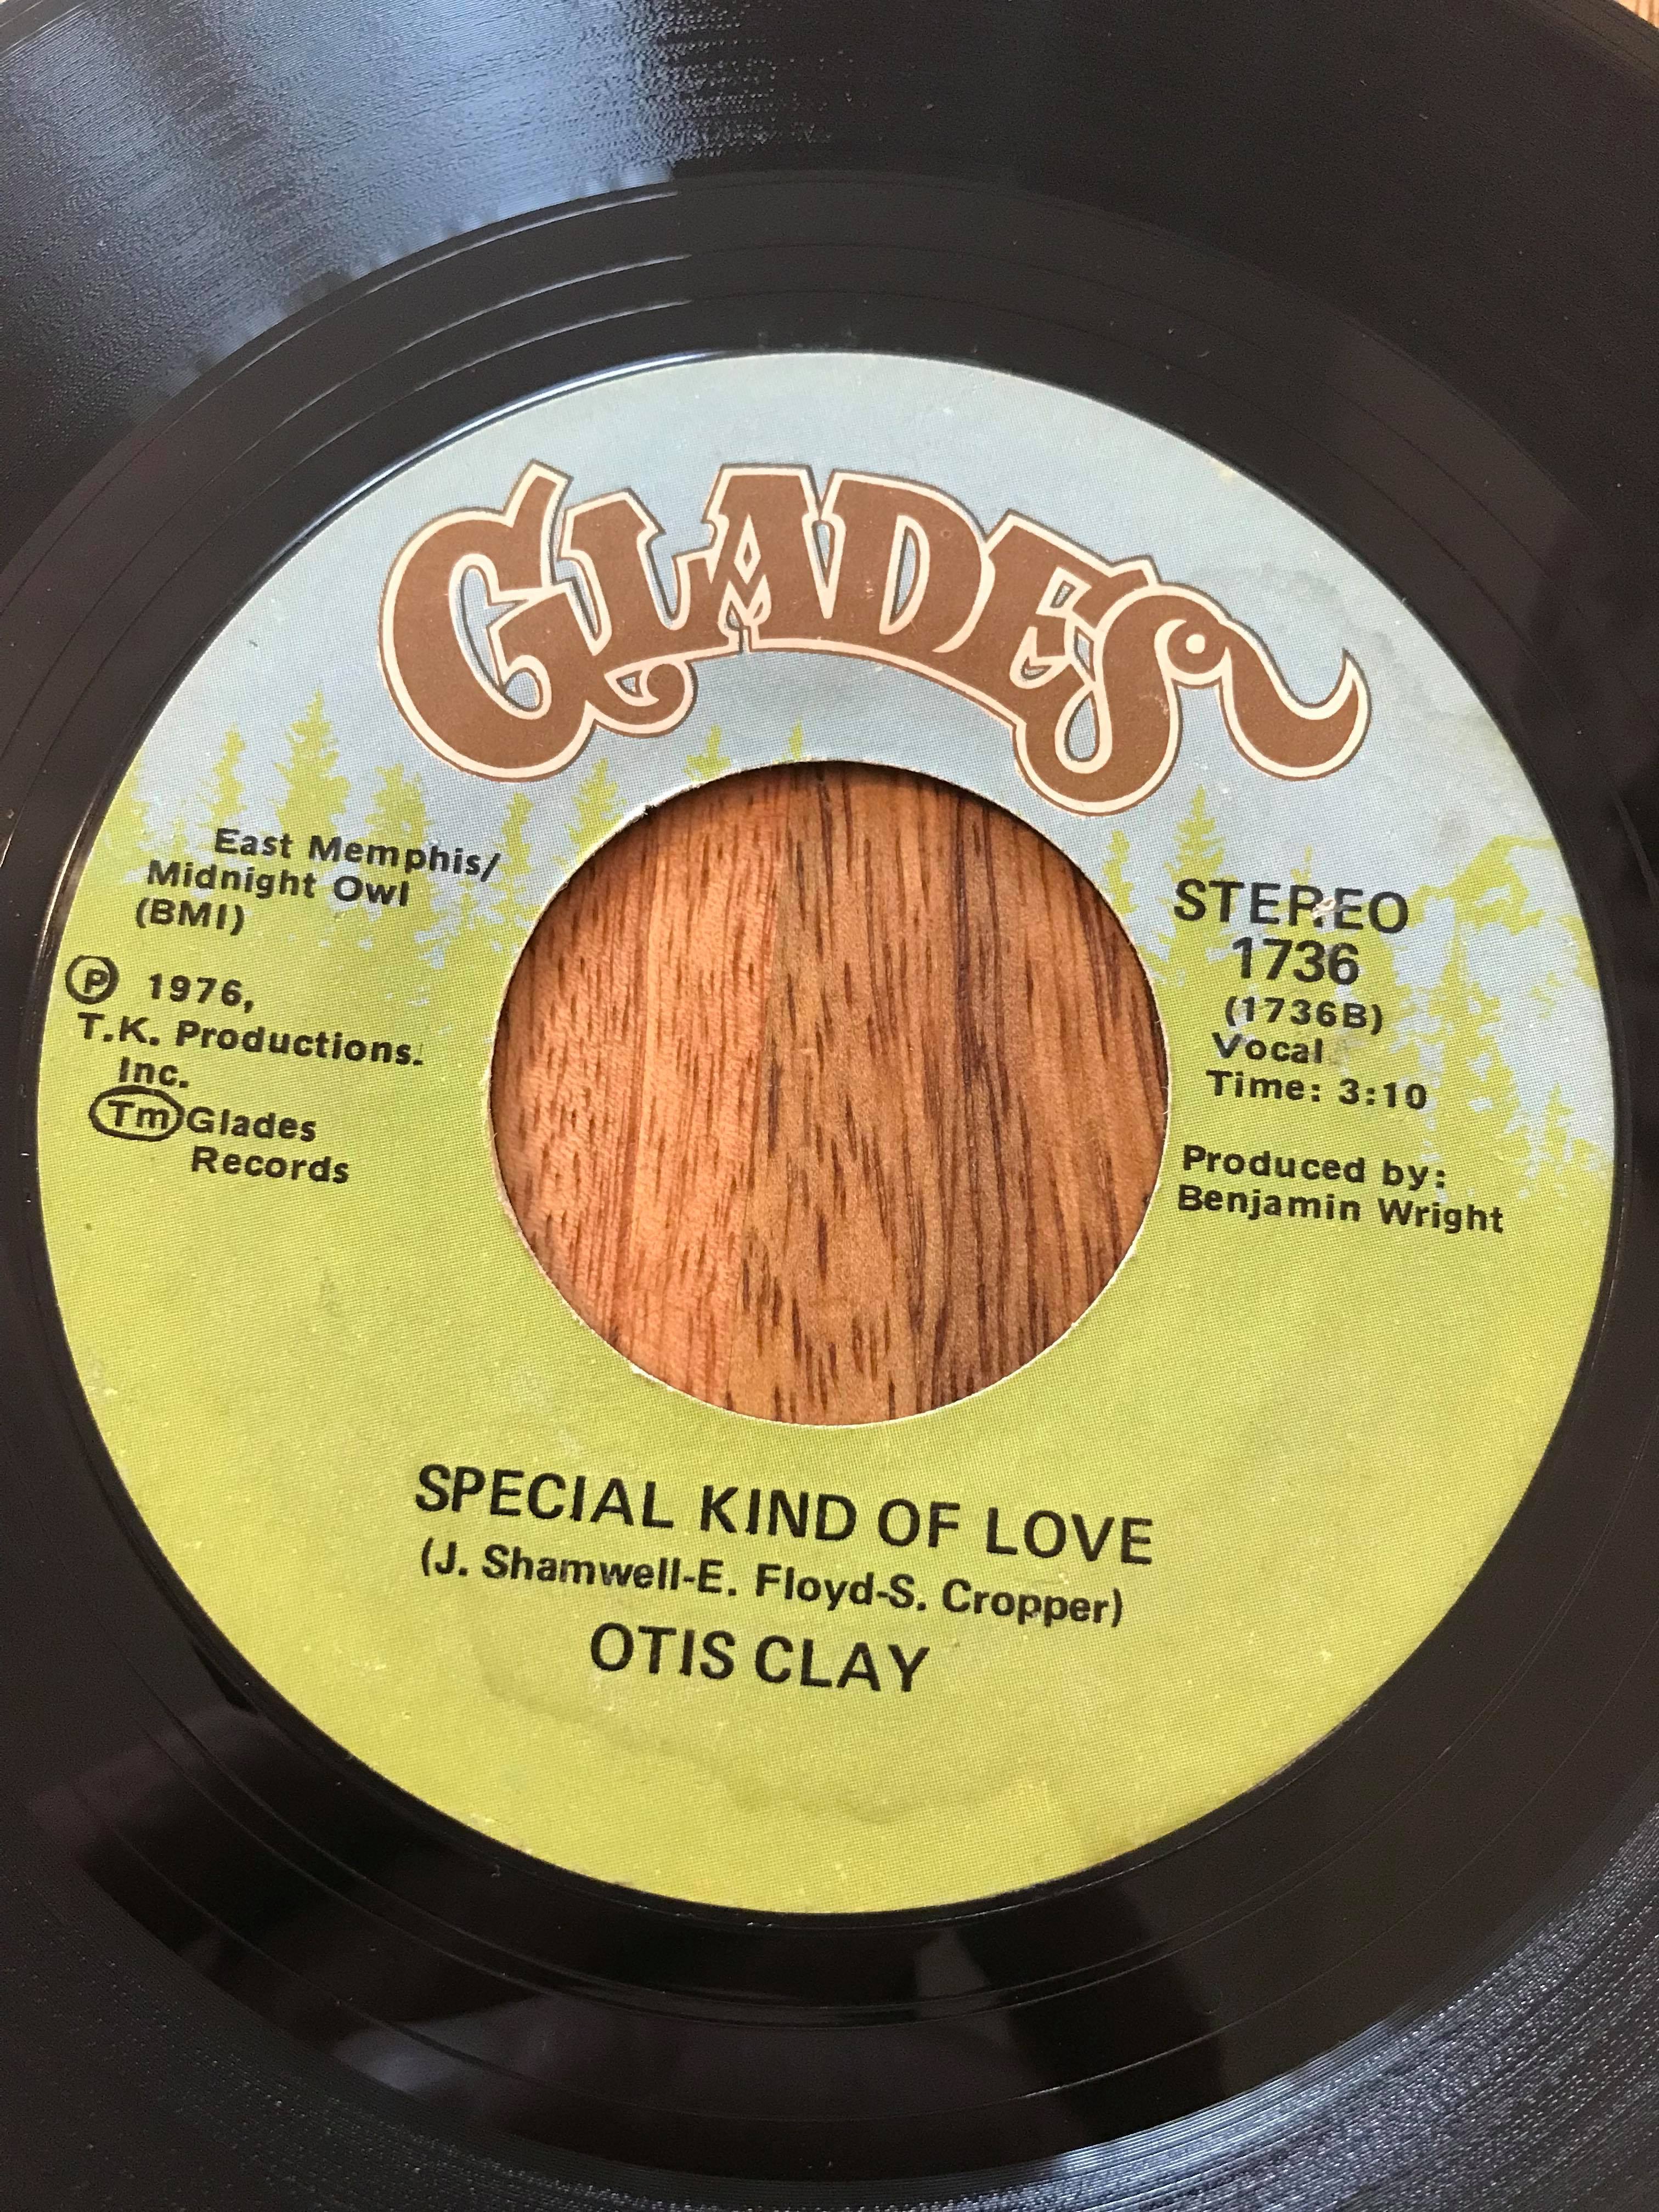 GLADES
East Memphis/
Midnight Owl
(BMI)
Ⓟ 1976,
T.K. Productions.
Inc.
Tm Glades
Records
STEREO
1736
(1736B)
Vocal
Time: 3:10
Produced by:
Benjamin Wright
SPECIAL KIND OF LOVE
(J. Shamwell-E. Floyd-S. Cropper)
OTIS CLAY